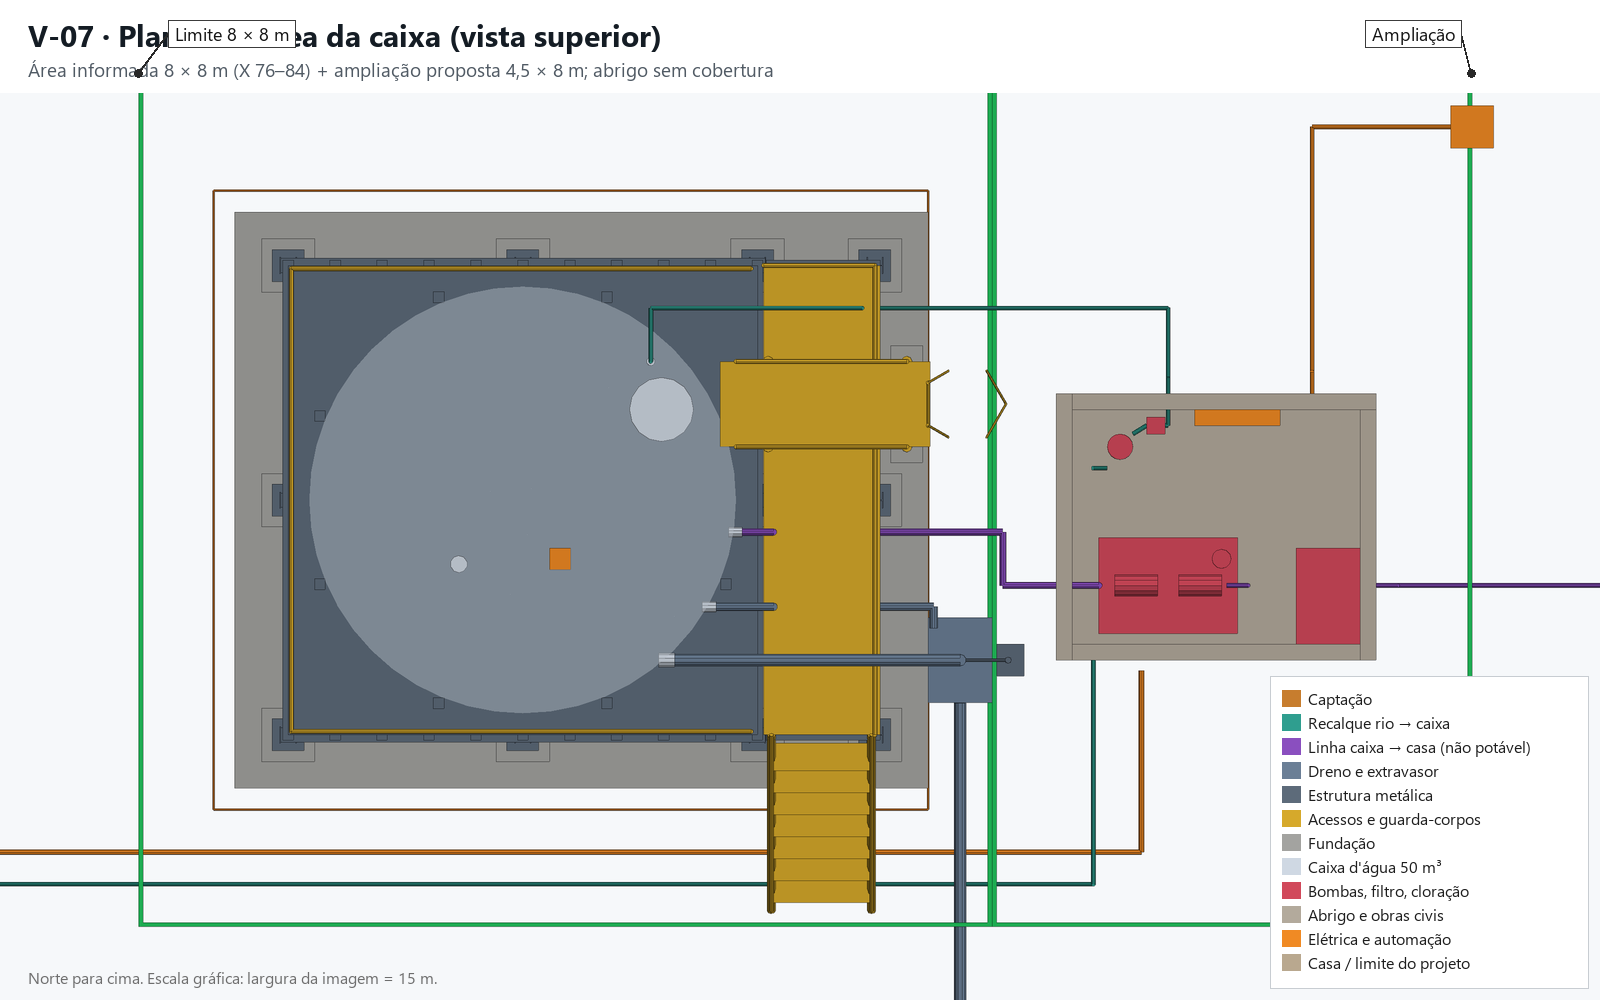 V-07 · Plan ea da caixa (vista superior)
Limite 8 × 8 m
Ampliação
Área informada 8 × 8 m (X 76–84) + ampliação proposta 4,5 × 8 m; abrigo sem cobertura
Captação
Recalque rio → caixa
Linha caixa → casa (não potável)
Dreno e extravasor
Estrutura metálica
Acessos e guarda-corpos
Fundação
Caixa d'água 50 m³
Bombas, filtro, cloração
Abrigo e obras civis
Elétrica e automação
Casa / limite do projeto
Norte para cima. Escala gráfica: largura da imagem = 15 m.